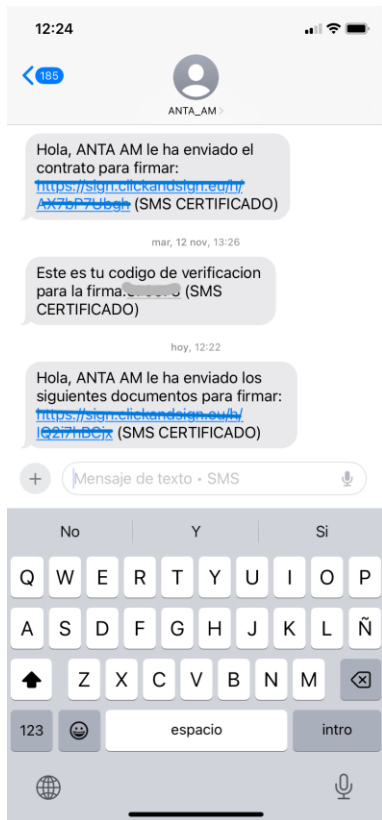 12:24
185
ANTA_AM
Hola, ANTA AM le ha enviado el
contrato para firmar:
https://sign.clickandsign.eu/h/
AX7bP7Ubgh (SMS CERTIFICADO)
mar, 12 nov, 13:26
Este es tu codigo de verificacion
para la firma: (SMS
CERTIFICADO)
hoy, 12:22
Hola, ANTA AM le ha enviado los
siguientes documentos para firmar:
https://sign.clickandsign.eu/h/
(SMS CERTIFICADO)
Mensaje de texto • SMS
No Y Si
Q W E R T Y U I O P
A S D F G H J K L Ñ
Z X C V B N M
123 espacio intro